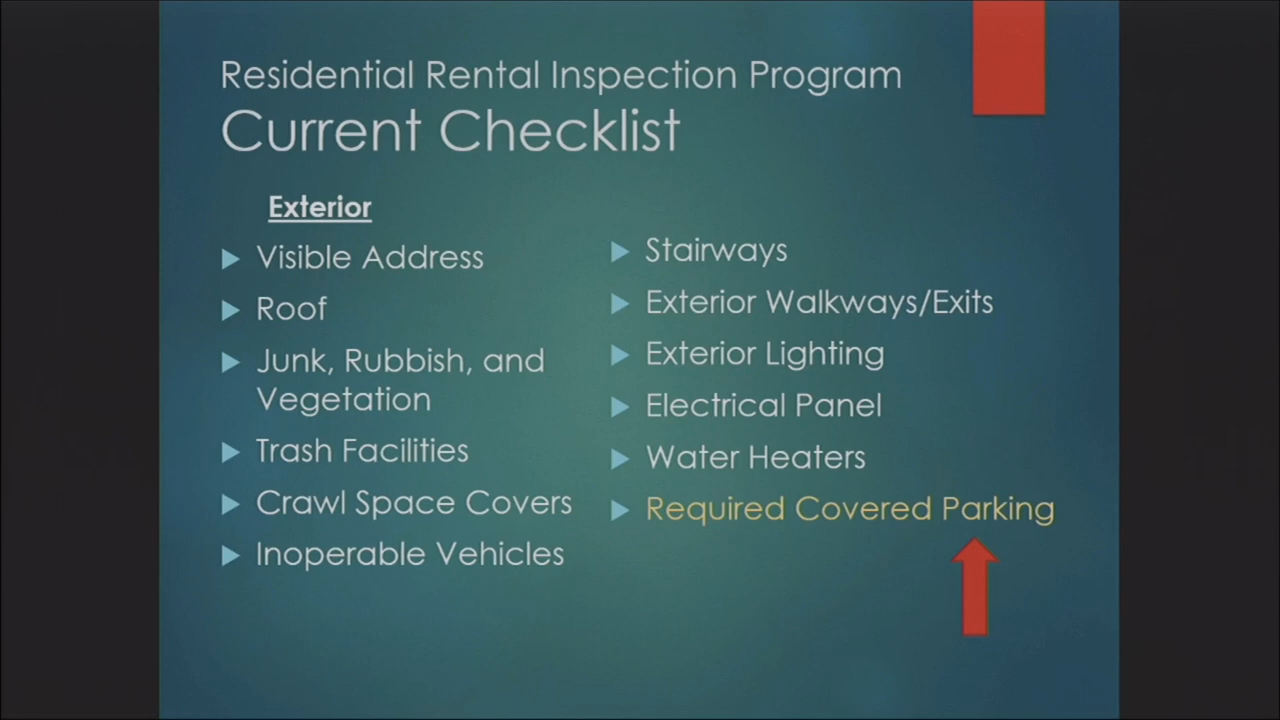 Residential Rental Inspection Program
Current Checklist
Exterior
Visible Address
Roof
Junk, Rubbish, and
Vegetation
Trash Facilities
Crawl Space Covers
Inoperable Vehicles
Stairways
Exterior Walkways/Exits
Exterior Lighting
Electrical Panel
Water Heaters
Required Covered Parking